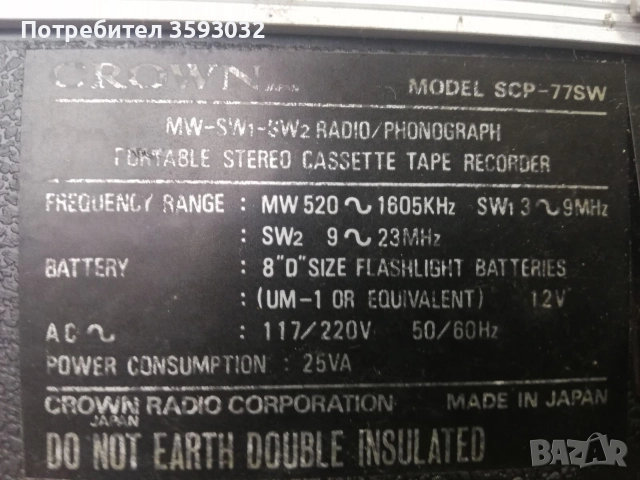 Потребител 3593032
CROWN JAPAN MODEL SCP-77SW
MW-SW1-SW2 RADIO/PHONOGRAPH
PORTABLE STEREO CASSETTE TAPE RECORDER
FREQUENCY RANGE : MW 520∿1605KHz SW1 3∿9MHz
: SW2 9∿23MHz
BATTERY : 8"D"SIZE FLASHLIGHT BATTERIES
: (UM-1 OR EQUIVALENT) 12V
AC∿ : 117/220V 50/60Hz
POWER CONSUMPTION : 25VA
CROWN RADIO CORPORATION MADE IN JAPAN
JAPAN
DO NOT EARTH DOUBLE INSULATED
BAZAR